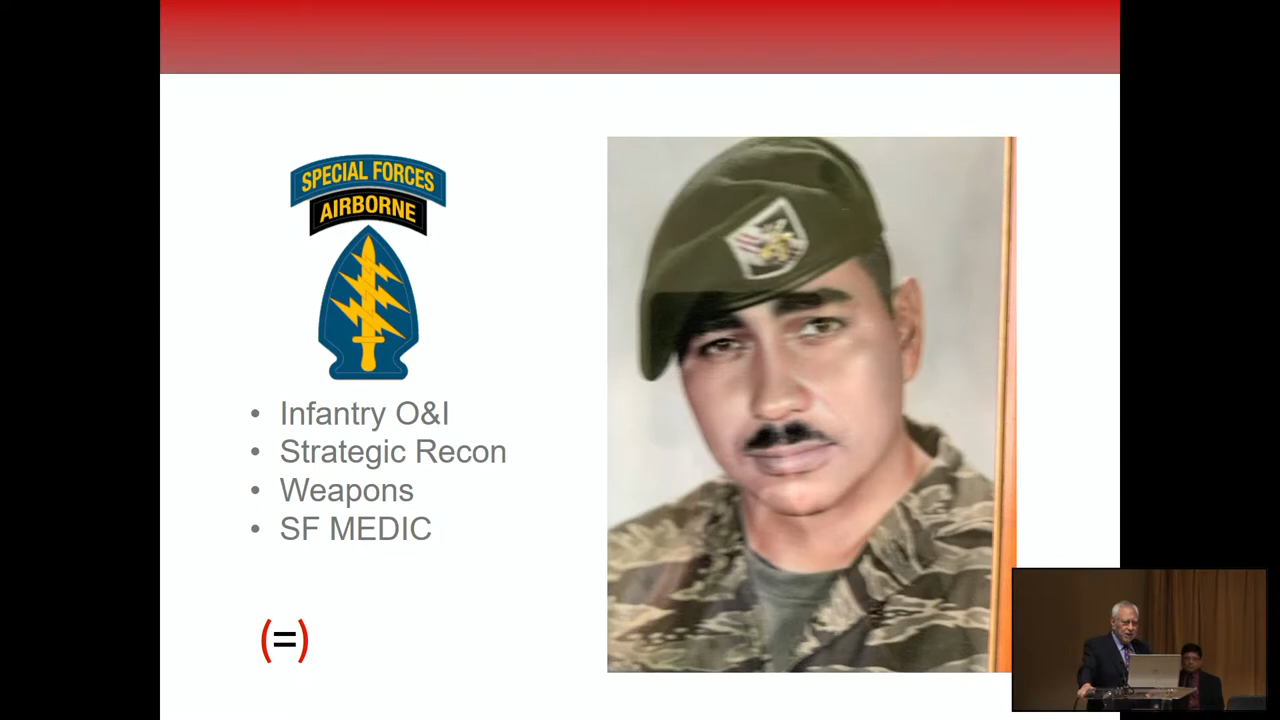 SPECIAL FORCES
AIRBORNE
• Infantry O&I
• Strategic Recon
• Weapons
• SF MEDIC
(=)